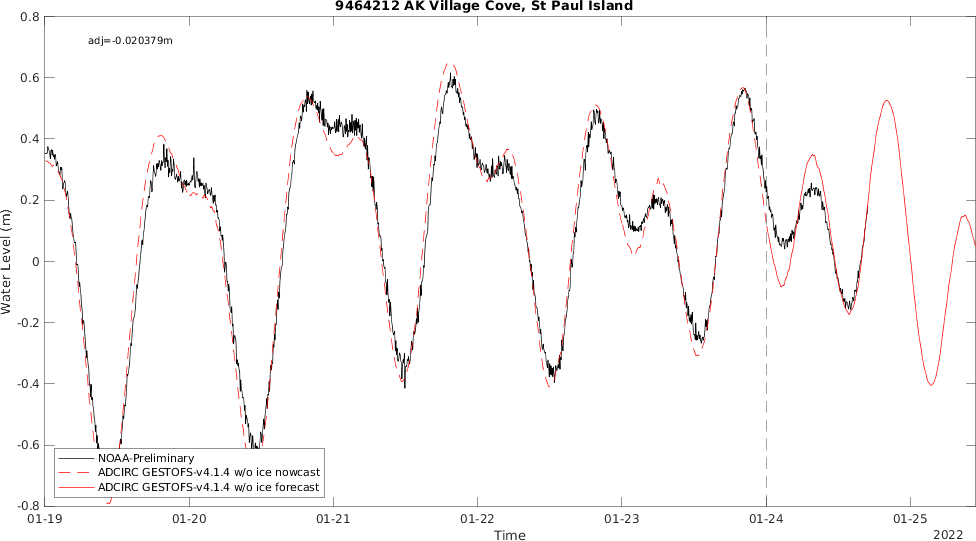 9464212 AK Village Cove, St Paul Island
adj=-0.020379m
0.8
0.6
0.4
0.2
0
-0.2
-0.4
-0.6
-0.8
Water Level (m)
NOAA-Preliminary
ADCIRC GESTOFS-v4.1.4 w/o ice nowcast
ADCIRC GESTOFS-v4.1.4 w/o ice forecast
01-19 01-20 01-21 01-22 01-23 01-24 01-25
Time
2022